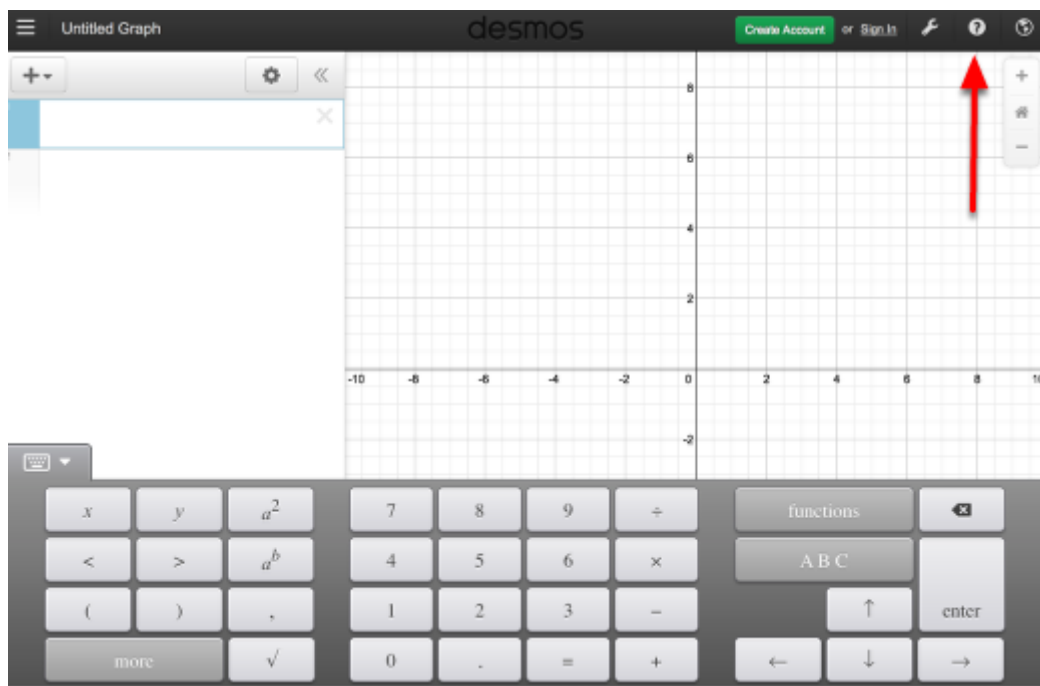 Untitled Graph desmos Create Account or Sign In ?
8
6
4
2
-10 -8 -6 -4 -2 0 2 4 6 8 10
-2
x y a² 7 8 9 ÷ functions
< > aᵇ 4 5 6 × A B C
( ) , 1 2 3 − ↑ enter
more √ 0 . = + ← ↓ →